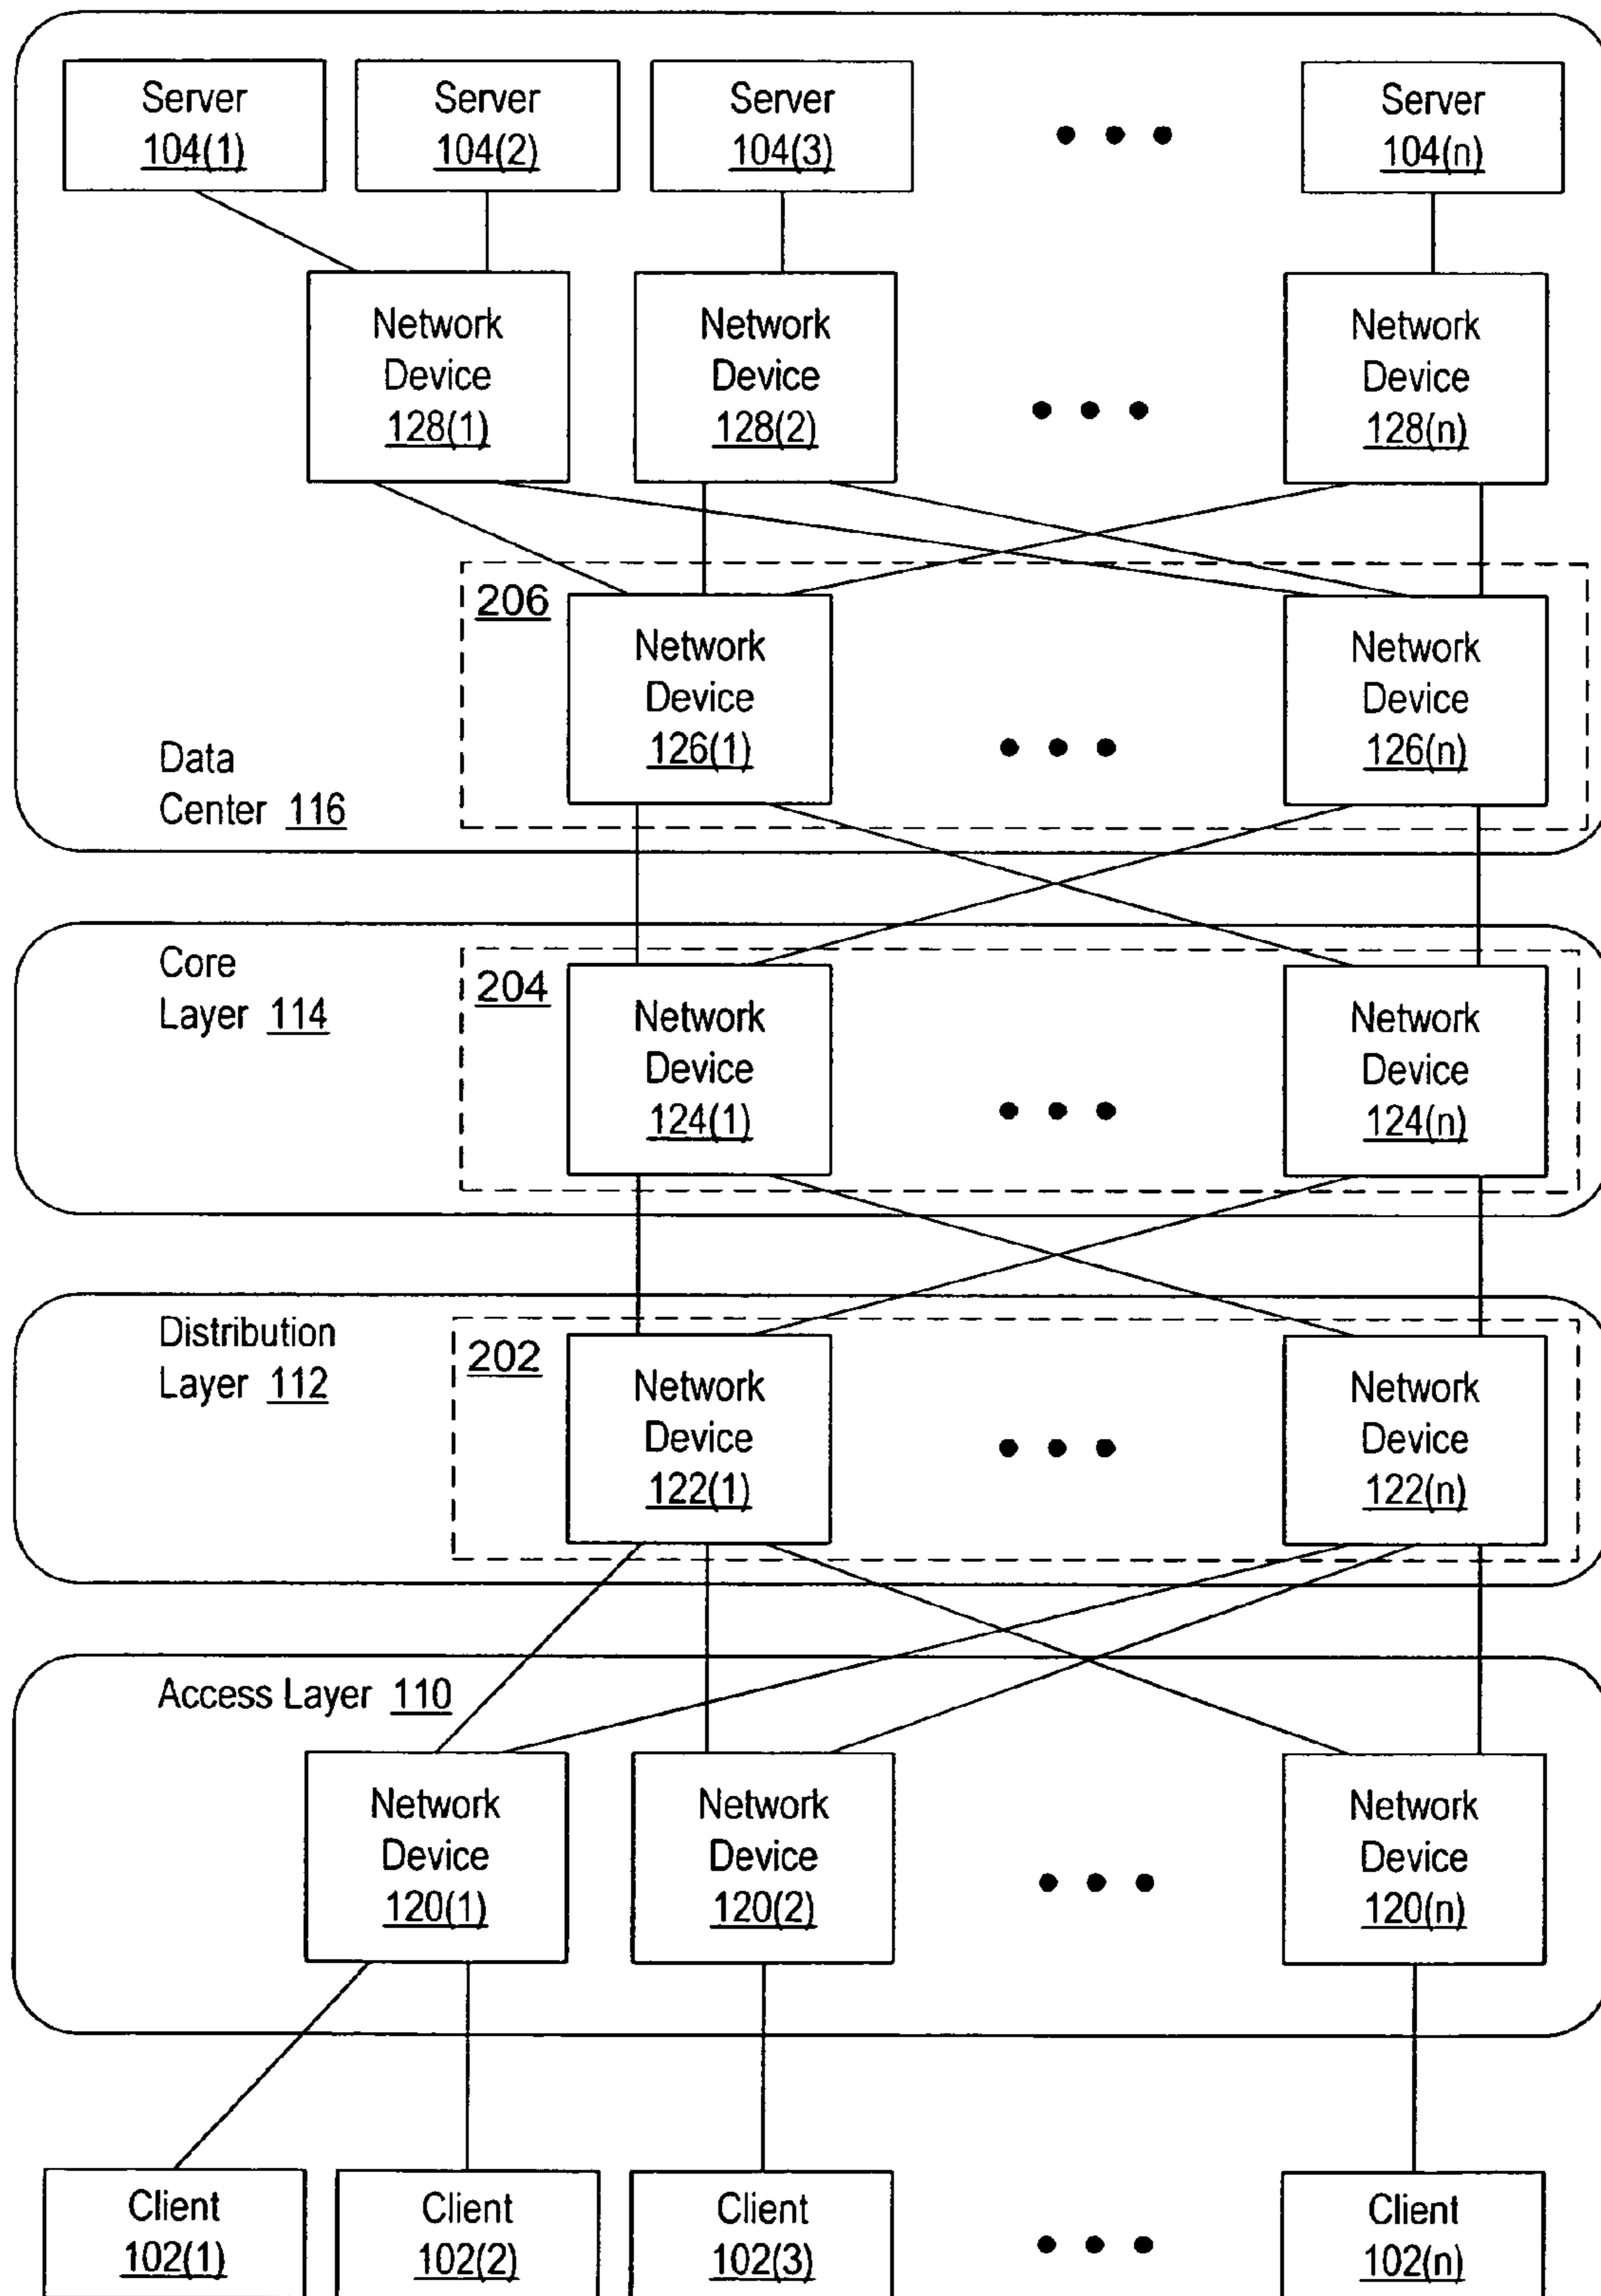 Server
104(1)
Server
104(2)
Server
104(3)
Server
104(n)
Network
Device
128(1)
Network
Device
128(2)
Network
Device
128(n)
206
Network
Device
126(1)
Network
Device
126(n)
Data
Center 116
Core
Layer 114
204
Network
Device
124(1)
Network
Device
124(n)
Distribution
Layer 112
202
Network
Device
122(1)
Network
Device
122(n)
Access Layer 110
Network
Device
120(1)
Network
Device
120(2)
Network
Device
120(n)
Client
102(1)
Client
102(2)
Client
102(3)
Client
102(n)